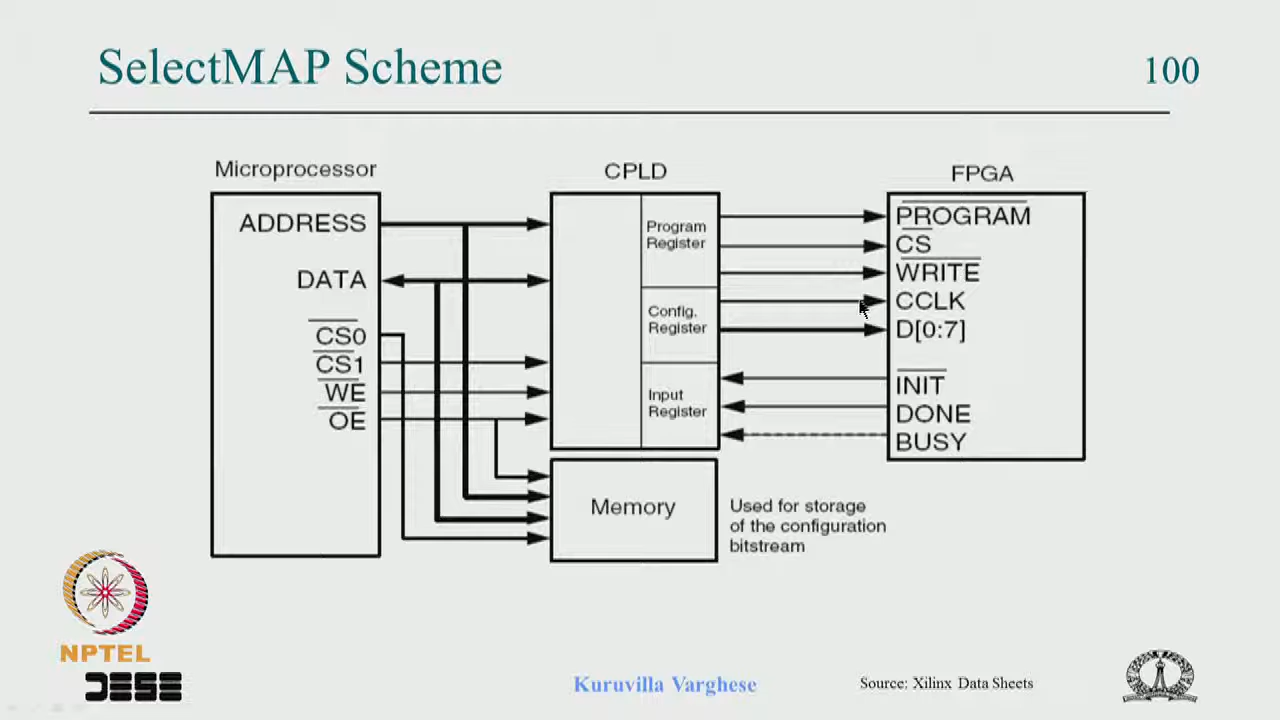 SelectMAP Scheme
100
Microprocessor
CPLD
FPGA
ADDRESS
DATA
CS0
CS1
WE
OE
Program
Register
Config.
Register
Input
Register
PROGRAM
CS
WRITE
CCLK
D[0:7]
INIT
DONE
BUSY
Memory
Used for storage
of the configuration
bitstream
NPTEL
DESE
Kuruvilla Varghese
Source: Xilinx Data Sheets